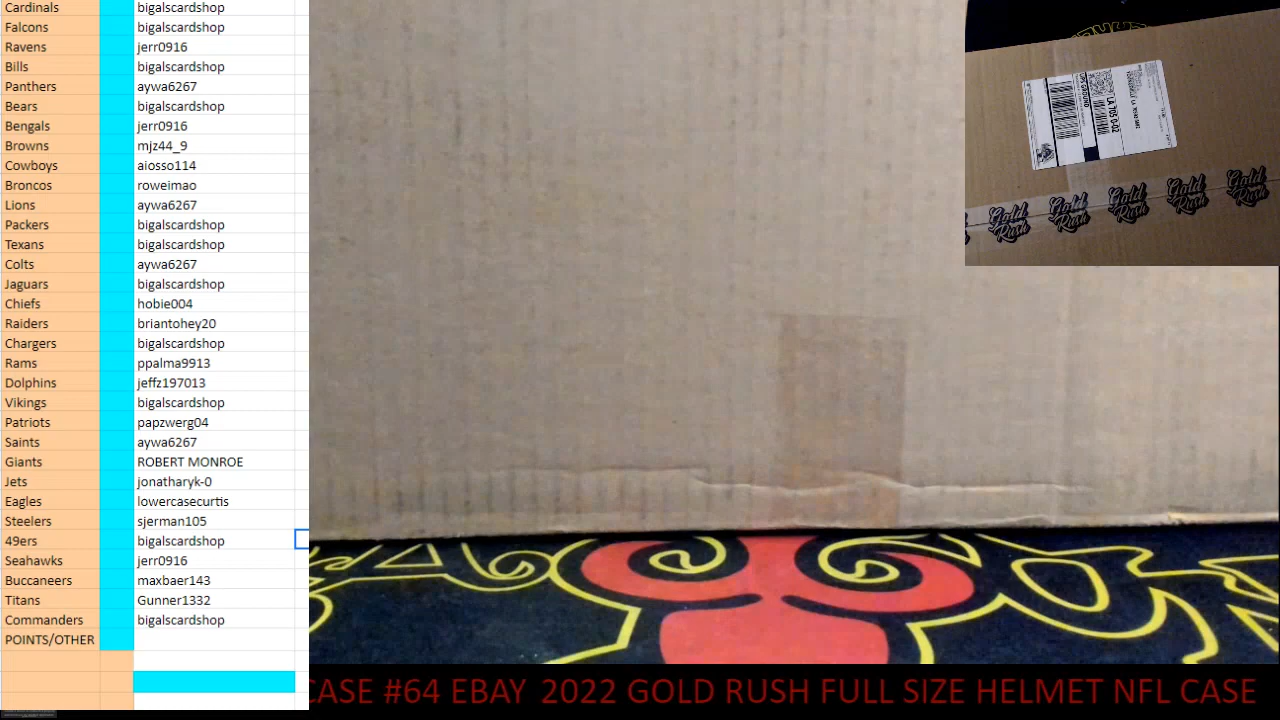 Cardinals bigalscardshop
Falcons bigalscardshop
Ravens jerr0916
Bills bigalscardshop
Panthers aywa6267
Bears bigalscardshop
Bengals jerr0916
Browns mjz44_9
Cowboys aiosso114
Broncos roweimao
Lions aywa6267
Packers bigalscardshop
Texans bigalscardshop
Colts aywa6267
Jaguars bigalscardshop
Chiefs hobie004
Raiders briantohey20
Chargers bigalscardshop
Rams ppalma9913
Dolphins jeffz197013
Vikings bigalscardshop
Patriots papzwerg04
Saints aywa6267
Giants ROBERT MONROE
Jets jonatharyk-0
Eagles lowercasecurtis
Steelers sjerman105
49ers bigalscardshop
Seahawks jerr0916
Buccaneers maxbaer143
Titans Gunner1332
Commanders bigalscardshop
POINTS/OTHER
Gold Rush
Gold Rush
Gold Rush
Gold Rush
Gold Rush
CASE #64 EBAY 2022 GOLD RUSH FULL SIZE HELMET NFL CASE